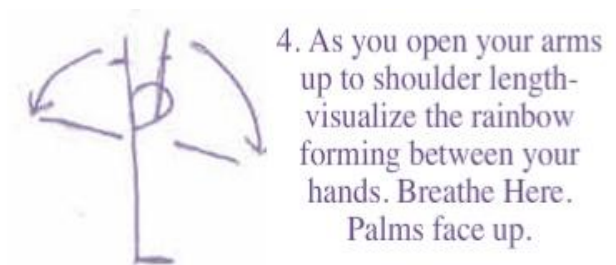 4. As you open your arms
up to shoulder length-
visualize the rainbow
forming between your
hands. Breathe Here.
Palms face up.